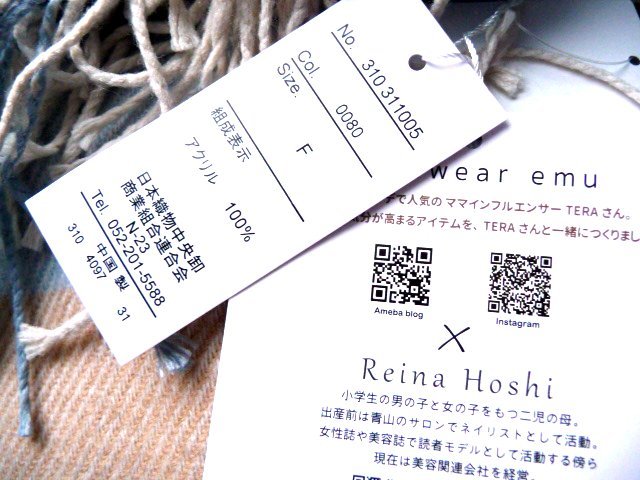 No. 310 311005
Col. 0080
Size. F
組成表示
アクリル 100%
日本織物中央卸
商業組合連合会
N-23
Tel. 052-201-5588
中国製
310 4097 31
wear emu
で人気の ママインフルエンサー TERA さん。
が高まるアイテムを、TERA さんと一緒につくりまし
Ameba blog
Instagram
×
Reina Hoshi
小学生の男の子と女の子をもつ二児の母。
出産前は青山のサロンでネイリストとして活動。
女性誌や美容誌で読者モデルとして活動する傍ら
現在は美容関連会社を経営。